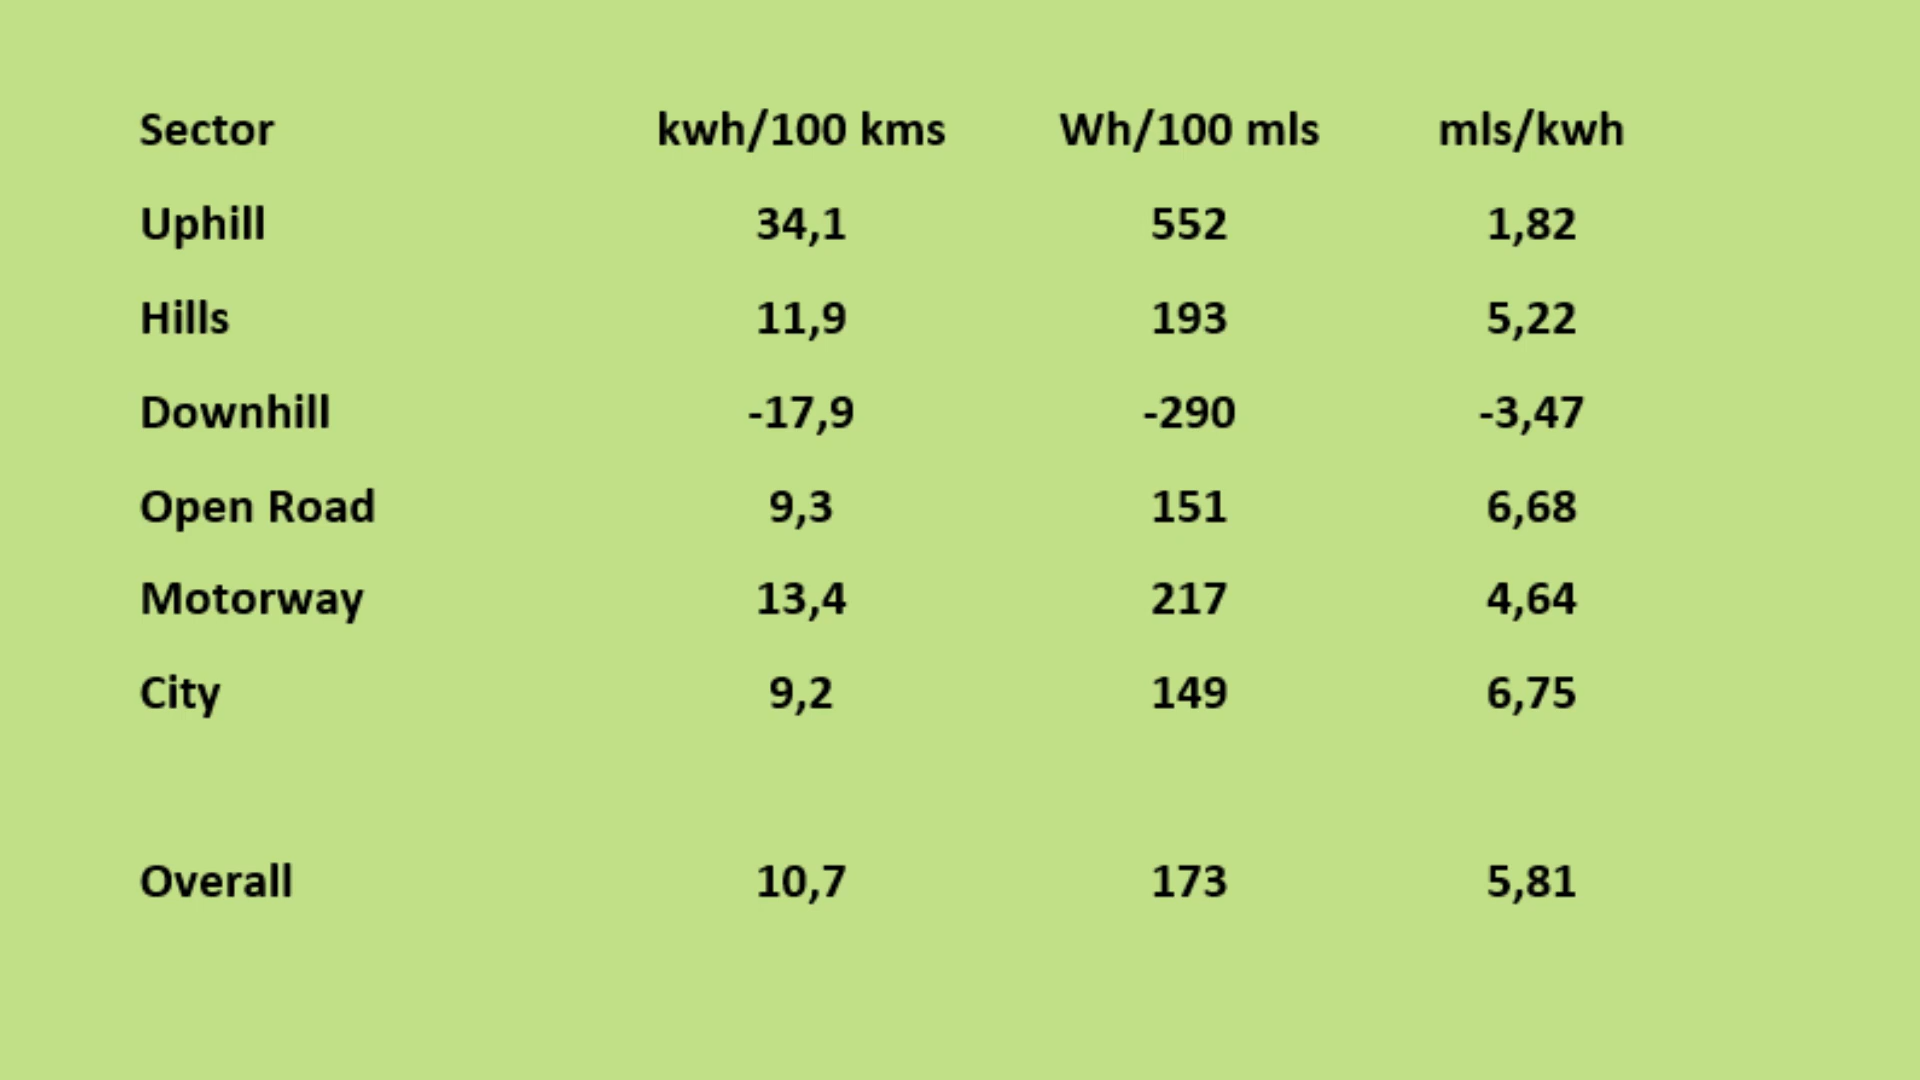 Sector kwh/100 kms Wh/100 mls mls/kwh
Uphill 34,1 552 1,82
Hills 11,9 193 5,22
Downhill -17,9 -290 -3,47
Open Road 9,3 151 6,68
Motorway 13,4 217 4,64
City 9,2 149 6,75
Overall 10,7 173 5,81